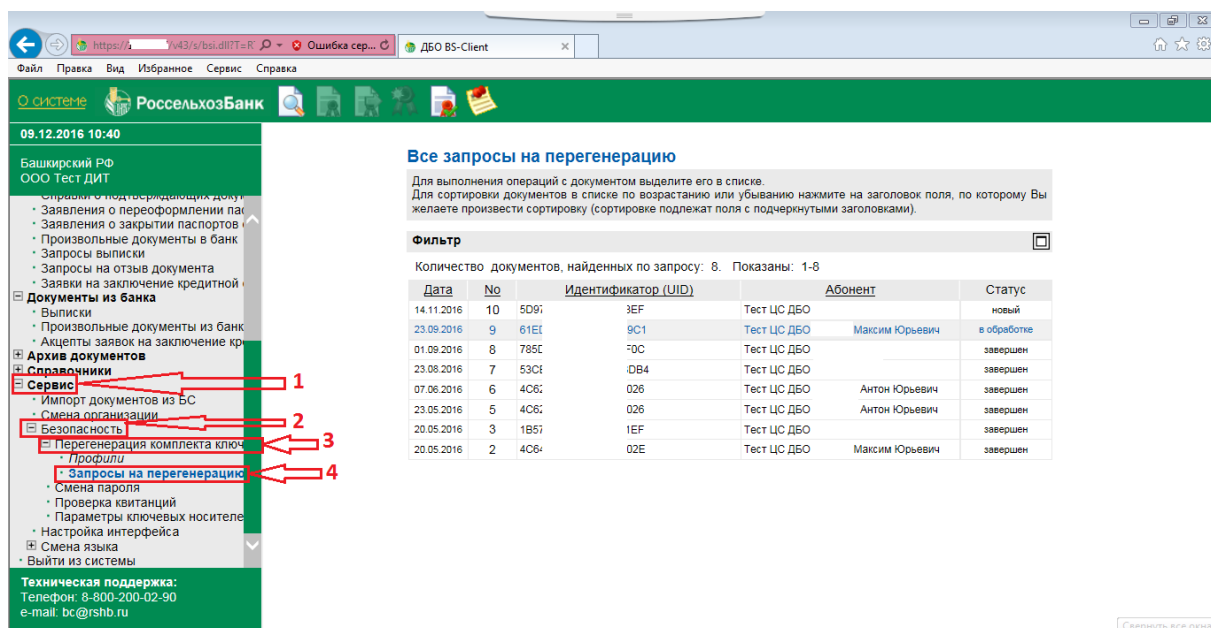 https:// /v43/s/bsi.dll?T=R Ошибка сер... ДБО BS-Client
Файл Правка Вид Избранное Сервис Справка
О системе РоссельхозБанк
09.12.2016 10:40
Башкирский РФ
ООО Тест ДИТ
Справки о подтверждающих докум
Заявления о переоформлении пас
Заявления о закрытии паспортов
Произвольные документы в банк
Запросы выписки
Запросы на отзыв документа
Заявки на заключение кредитной
Документы из банка
Выписки
Произвольные документы из банк
Акцепты заявок на заключение кр
Архив документов
Справочники
Сервис 1
Импорт документов из БС
Смена организации
Безопасность 2
Перегенерация комплекта ключ 3
Профили
Запросы на перегенерацию 4
Смена пароля
Проверка квитанций
Параметры ключевых носителе
Настройка интерфейса
Смена языка
Выйти из системы
Техническая поддержка:
Телефон: 8-800-200-02-90
e-mail: bc@rshb.ru
Все запросы на перегенерацию
Для выполнения операций с документом выделите его в списке.
Для сортировки документов в списке по возрастанию или убыванию нажмите на заголовок поля, по которому Вы
желаете произвести сортировку (сортировке подлежат поля с подчеркнутыми заголовками).
Фильтр
Количество документов, найденных по запросу: 8. Показаны: 1-8
Дата No Идентификатор (UID) Абонент Статус
14.11.2016 10 5D97 3EF Тест ЦС ДБО новый
23.09.2016 9 61ED 9C1 Тест ЦС ДБО Максим Юрьевич в обработке
01.09.2016 8 785D F0C Тест ЦС ДБО завершен
23.08.2016 7 53CE DB4 Тест ЦС ДБО завершен
07.06.2016 6 4C62 026 Тест ЦС ДБО Антон Юрьевич завершен
23.05.2016 5 4C62 026 Тест ЦС ДБО Антон Юрьевич завершен
20.05.2016 3 1B57 1EF Тест ЦС ДБО завершен
20.05.2016 2 4C64 02E Тест ЦС ДБО Максим Юрьевич завершен
Свернуть все окна